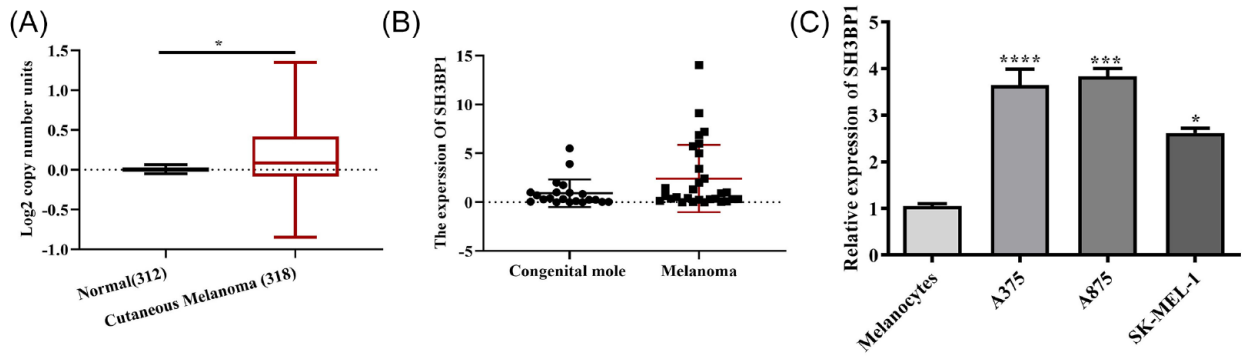 (A)
Log2 copy number units
*
1.5
1.0
0.5
0.0
-0.5
-1.0
Normal(312)
Cutaneous Melanoma (318)
(B)
The experssion Of SH3BP1
15
10
5
0
-5
Congenital mole
Melanoma
(C)
Relative expression of SH3BP1
5
4
3
2
1
0
****
***
*
Melanocytes
A375
A875
SK-MEL-1